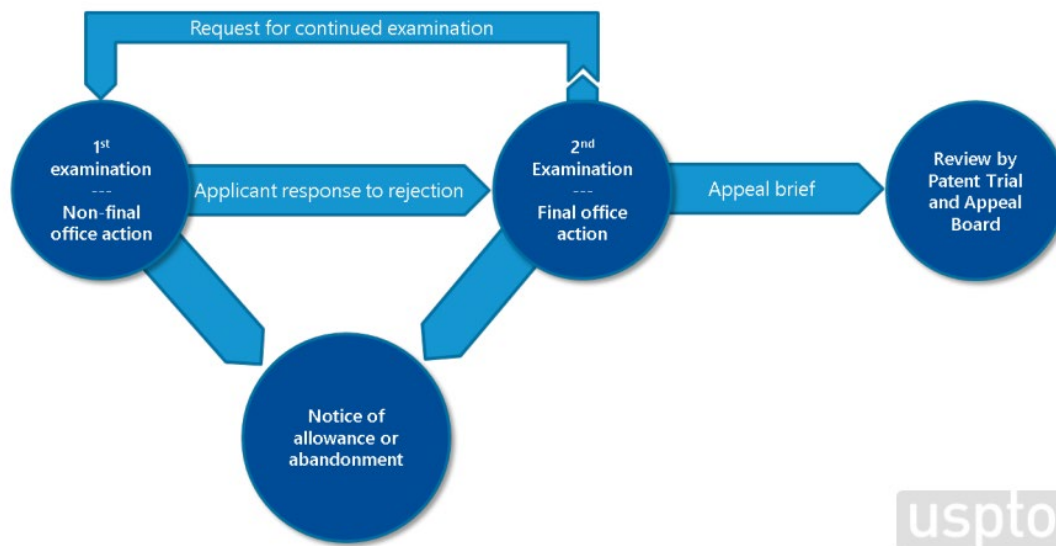 Request for continued examination
1st
examination
---
Non-final
office action
Applicant response to rejection
2nd
Examination
---
Final office
action
Appeal brief
Review by
Patent Trial
and Appeal
Board
Notice of
allowance or
abandonment
uspto